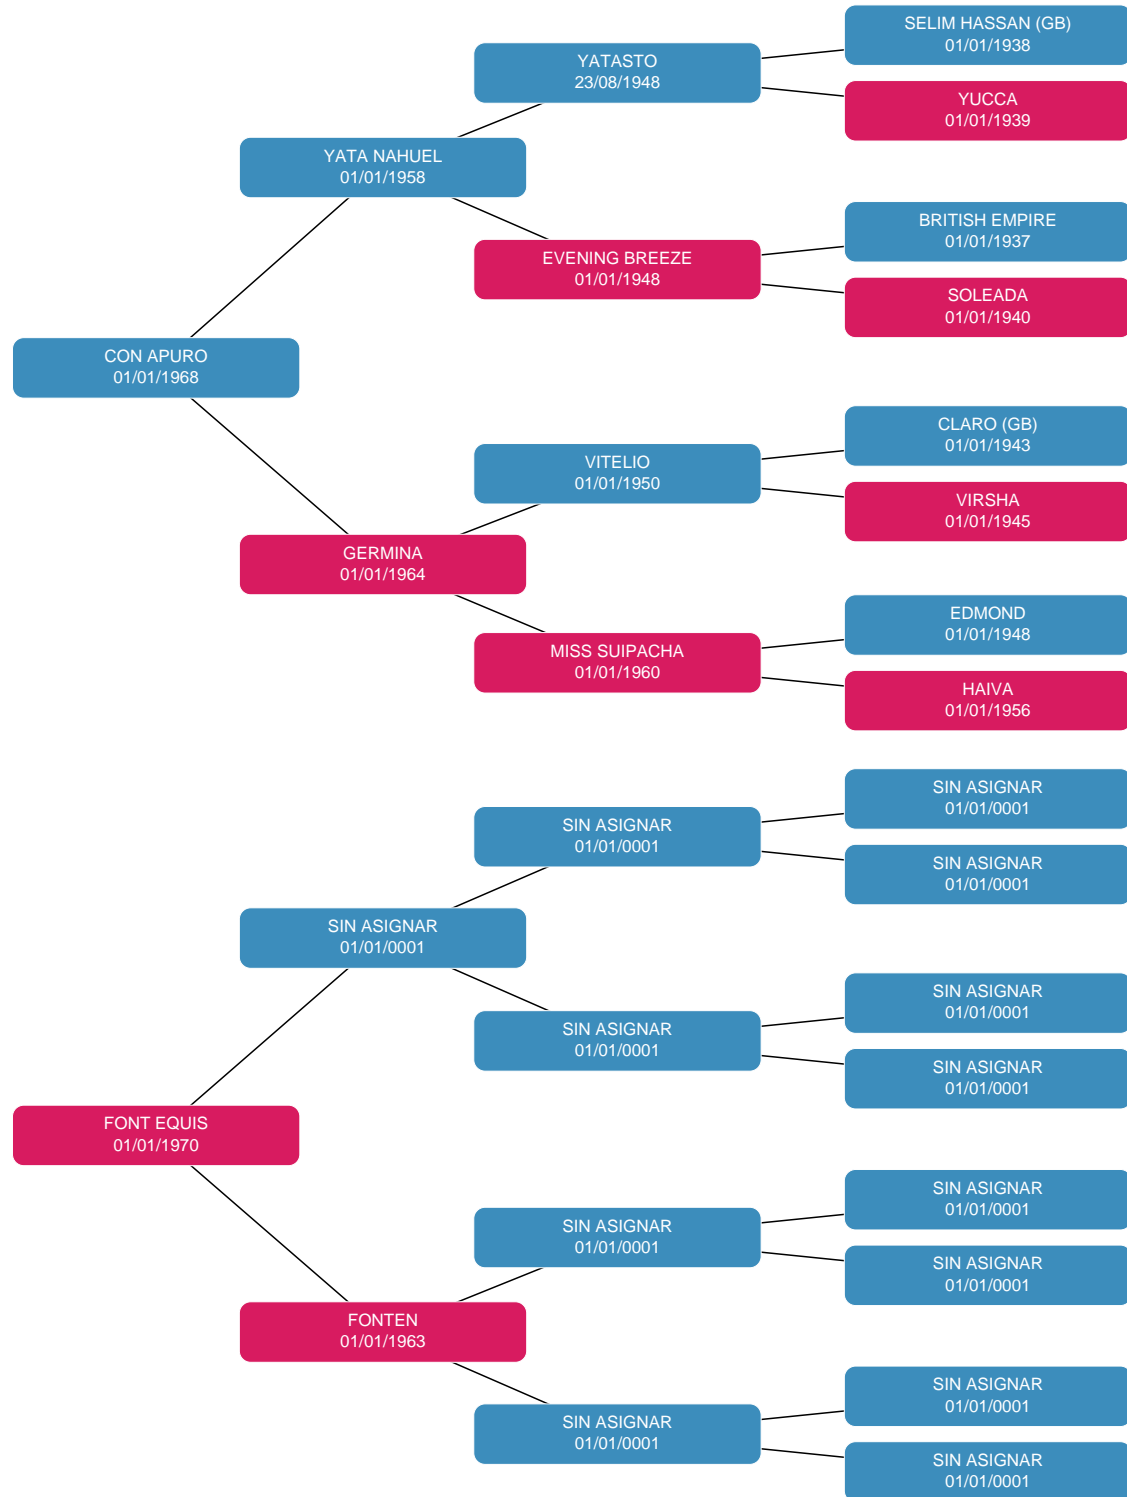 SELIM HASSAN (GB)
01/01/1938
YATASTO
23/08/1948
YUCCA
01/01/1939
YATA NAHUEL
01/01/1958
BRITISH EMPIRE
01/01/1937
EVENING BREEZE
01/01/1948
SOLEADA
01/01/1940
CON APURO
01/01/1968
CLARO (GB)
01/01/1943
VITELIO
01/01/1950
VIRSHA
01/01/1945
GERMINA
01/01/1964
EDMOND
01/01/1948
MISS SUIPACHA
01/01/1960
HAIVA
01/01/1956
SIN ASIGNAR
01/01/0001
SIN ASIGNAR
01/01/0001
SIN ASIGNAR
01/01/0001
SIN ASIGNAR
01/01/0001
SIN ASIGNAR
01/01/0001
SIN ASIGNAR
01/01/0001
SIN ASIGNAR
01/01/0001
FONT EQUIS
01/01/1970
SIN ASIGNAR
01/01/0001
SIN ASIGNAR
01/01/0001
SIN ASIGNAR
01/01/0001
FONTEN
01/01/1963
SIN ASIGNAR
01/01/0001
SIN ASIGNAR
01/01/0001
SIN ASIGNAR
01/01/0001